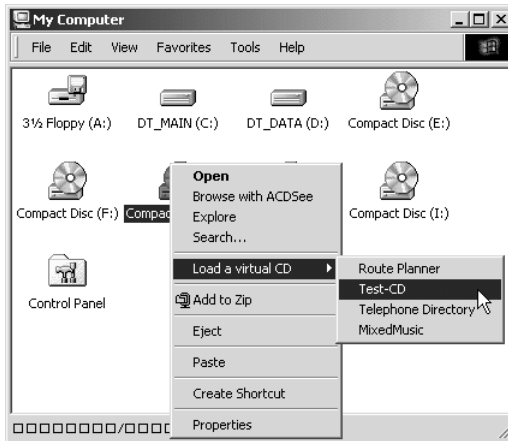 My Computer
File Edit View Favorites Tools Help
3½ Floppy (A:) DT_MAIN (C:) DT_DATA (D:) Compact Disc (E:)
Compact Disc (F:) Compac Compact Disc (I:)
Control Panel
Open
Browse with ACDSee
Explore
Search...
Load a virtual CD
Add to Zip
Eject
Paste
Create Shortcut
Properties
Route Planner
Test-CD
Telephone Directory
MixedMusic